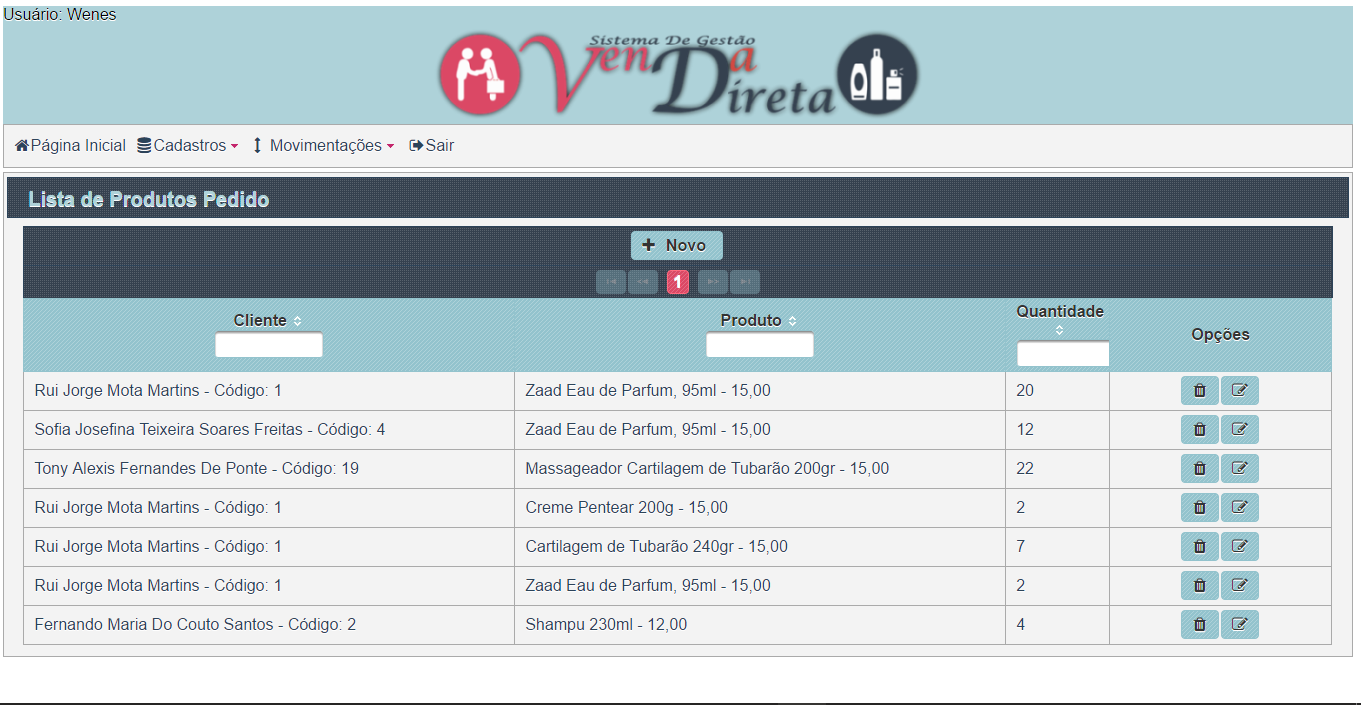 Usuário: Wenes
Sistema De Gestão
VenDa
Direta
Página Inicial Cadastros Movimentações Sair
Lista de Produtos Pedido
+ Novo
1
Cliente Produto Quantidade Opções
Rui Jorge Mota Martins - Código: 1 Zaad Eau de Parfum, 95ml - 15,00 20
Sofia Josefina Teixeira Soares Freitas - Código: 4 Zaad Eau de Parfum, 95ml - 15,00 12
Tony Alexis Fernandes De Ponte - Código: 19 Massageador Cartilagem de Tubarão 200gr - 15,00 22
Rui Jorge Mota Martins - Código: 1 Creme Pentear 200g - 15,00 2
Rui Jorge Mota Martins - Código: 1 Cartilagem de Tubarão 240gr - 15,00 7
Rui Jorge Mota Martins - Código: 1 Zaad Eau de Parfum, 95ml - 15,00 2
Fernando Maria Do Couto Santos - Código: 2 Shampu 230ml - 12,00 4